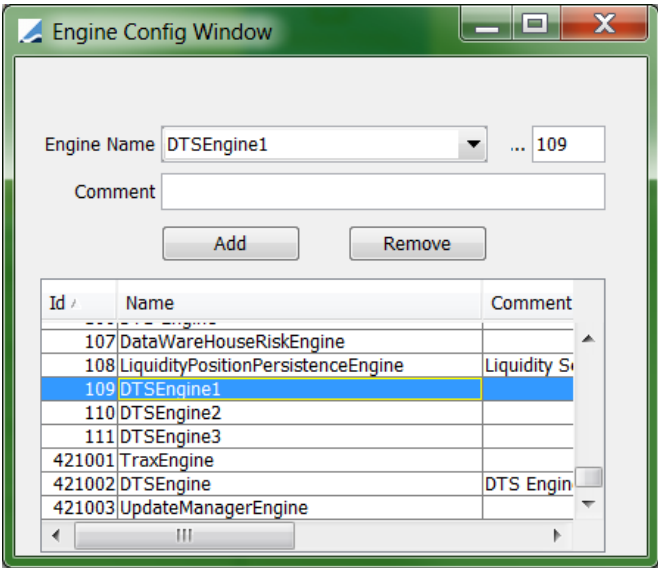 Engine Config Window
Engine Name DTSEngine1 ... 109
Comment
Add Remove
Id Name Comment
107 DataWareHouseRiskEngine
108 LiquidityPositionPersistenceEngine Liquidity
109 DTSEngine1
110 DTSEngine2
111 DTSEngine3
421001 TraxEngine
421002 DTSEngine DTS Engin
421003 UpdateManagerEngine